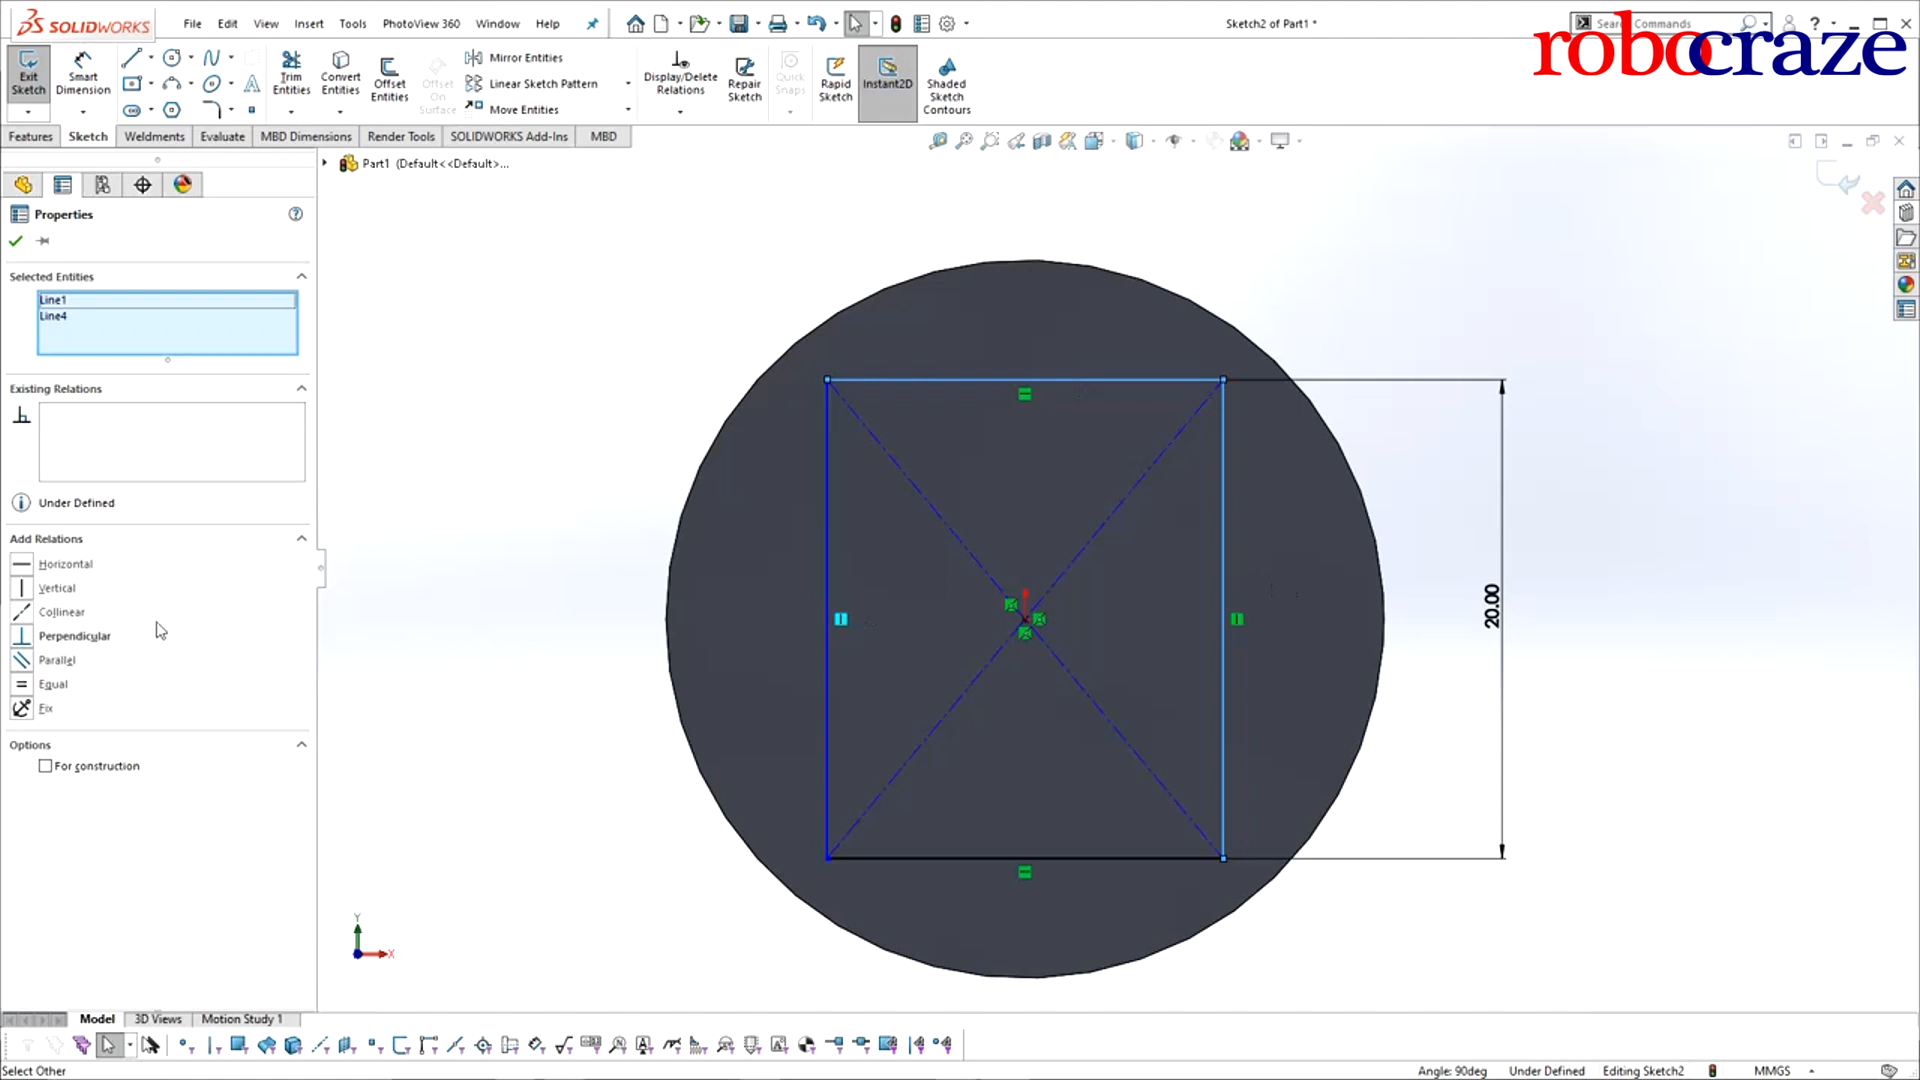 SOLIDWORKS File Edit View Insert Tools PhotoView 360 Window Help Sketch2 of Part1 * Search Commands ?
robocraze
Exit Sketch Smart Dimension Trim Entities Convert Entities Offset Entities Offset On Surface Mirror Entities Linear Sketch Pattern Move Entities Display/Delete Relations Repair Sketch Quick Snaps Rapid Sketch Instant2D Shaded Sketch Contours
Features Sketch Weldments Evaluate MBD Dimensions Render Tools SOLIDWORKS Add-Ins MBD
Part1 (Default<<Default>...
Properties
Selected Entities
Line1
Line4
Existing Relations
Under Defined
Add Relations
Horizontal
Vertical
Collinear
Perpendicular
Parallel
Equal
Fix
Options
For construction
20.00
Y
X
Model 3D Views Motion Study 1
Select Other Angle: 90deg Under Defined Editing Sketch2 MMGS